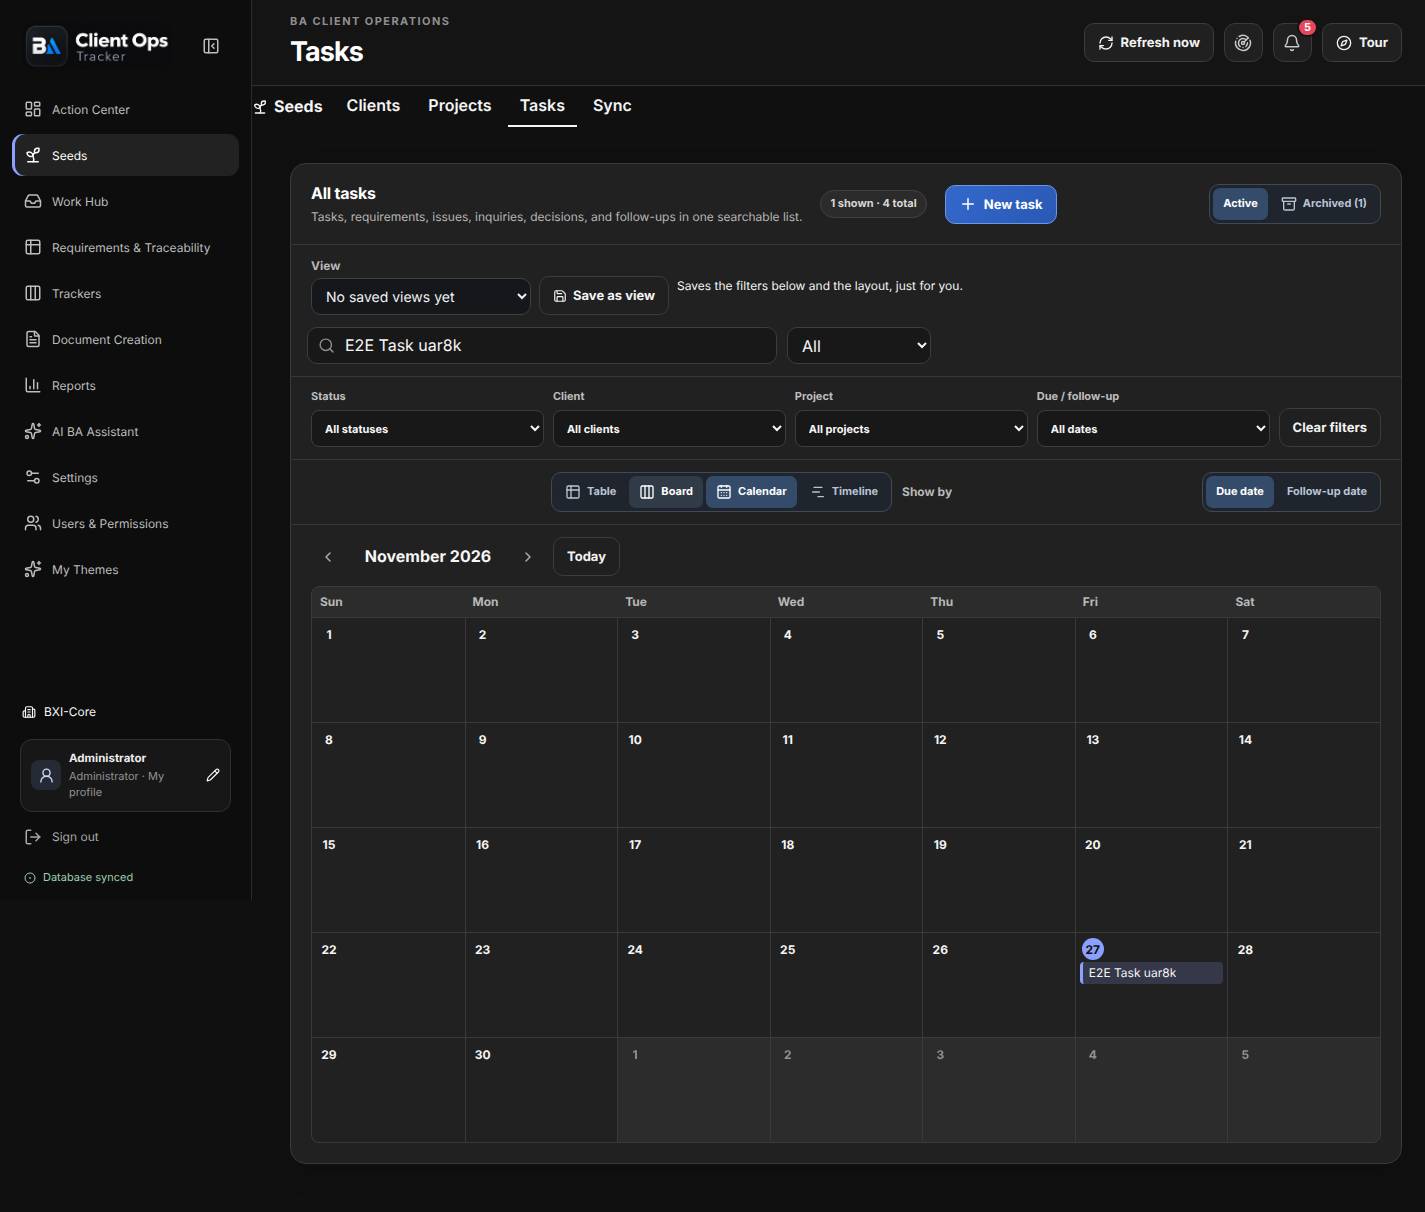 BA Client Ops
Tracker
Action Center
Seeds
Work Hub
Requirements & Traceability
Trackers
Document Creation
Reports
AI BA Assistant
Settings
Users & Permissions
My Themes
BXI-Core
Administrator
Administrator · My
profile
Sign out
Database synced
BA CLIENT OPERATIONS
Tasks
Refresh now
5
Tour
Seeds Clients Projects Tasks Sync
All tasks
Tasks, requirements, issues, inquiries, decisions, and follow-ups in one searchable list.
1 shown · 4 total
New task
Active Archived (1)
View
No saved views yet
Save as view
Saves the filters below and the layout, just for you.
E2E Task uar8k
All
Status Client Project Due / follow-up
All statuses All clients All projects All dates Clear filters
Table Board Calendar Timeline Show by Due date Follow-up date
November 2026 Today
Sun Mon Tue Wed Thu Fri Sat
1 2 3 4 5 6 7
8 9 10 11 12 13 14
15 16 17 18 19 20 21
22 23 24 25 26 27 28
E2E Task uar8k
29 30 1 2 3 4 5